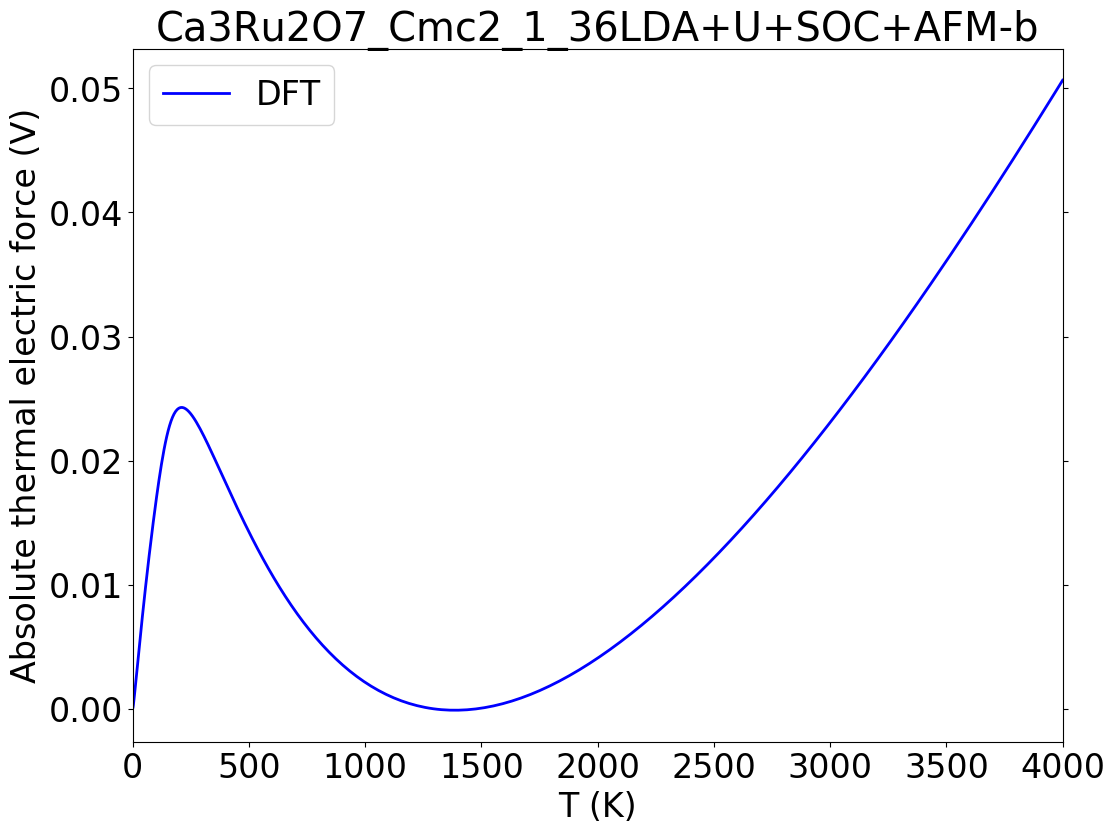 Ca3Ru2O7_Cmc2_1_36LDA+U+SOC+AFM-b
DFT
Absolute thermal electric force (V)
0.05
0.04
0.03
0.02
0.01
0.00
0 500 1000 1500 2000 2500 3000 3500 4000
T (K)